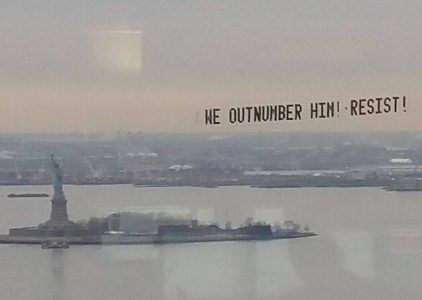 WE OUTNUMBER HIM! · RESIST!